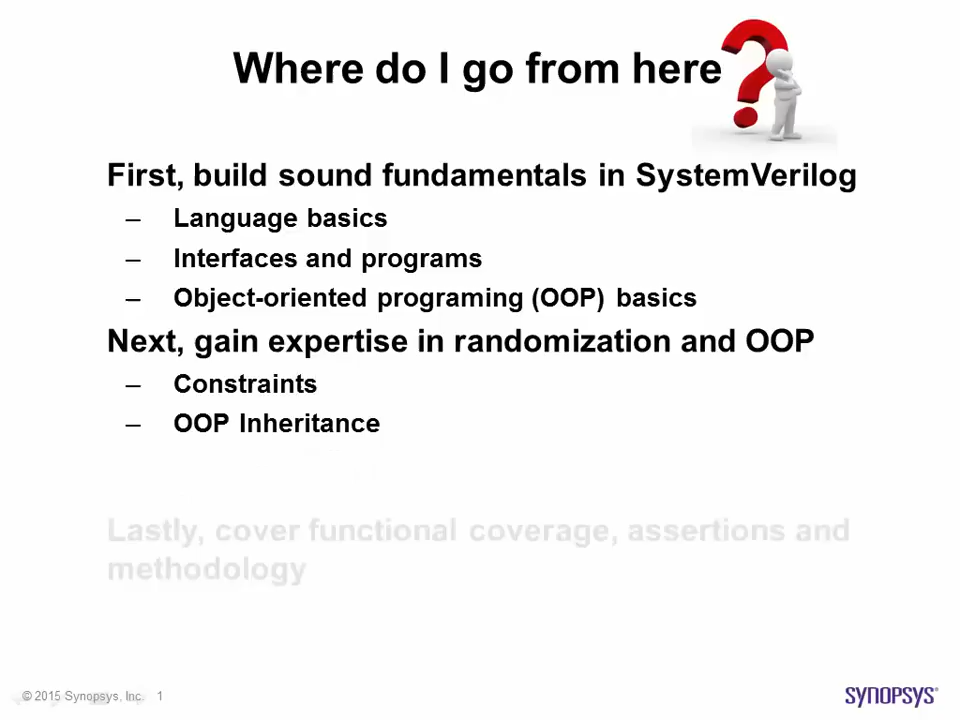 Where do I go from here
First, build sound fundamentals in SystemVerilog
– Language basics
– Interfaces and programs
– Object-oriented programing (OOP) basics
Next, gain expertise in randomization and OOP
– Constraints
– OOP Inheritance
Lastly, cover functional coverage, assertions and
methodology
© 2015 Synopsys, Inc. 1
SYNOPSYS®